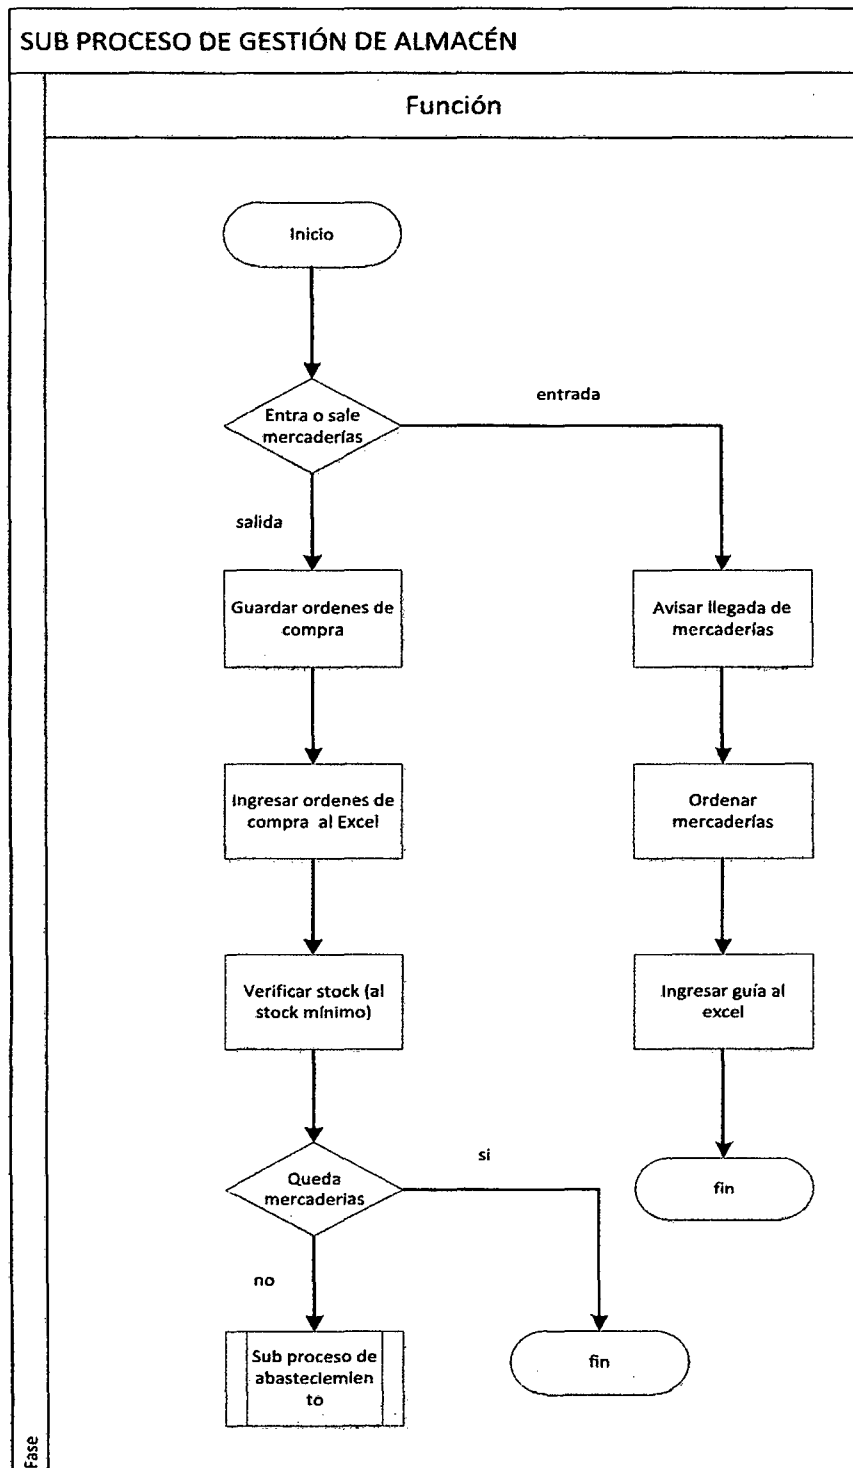 SUB PROCESO DE GESTIÓN DE ALMACÉN
Función
Inicio
Entra o sale
mercaderías
entrada
salida
Guardar ordenes de
compra
Avisar llegada de
mercaderías
Ingresar ordenes de
compra al Excel
Ordenar
mercaderías
Verificar stock (al
stock mínimo)
Ingresar guía al
excel
Queda
mercaderias
si
fin
no
Sub proceso de
abastecimien
to
fin
Fase